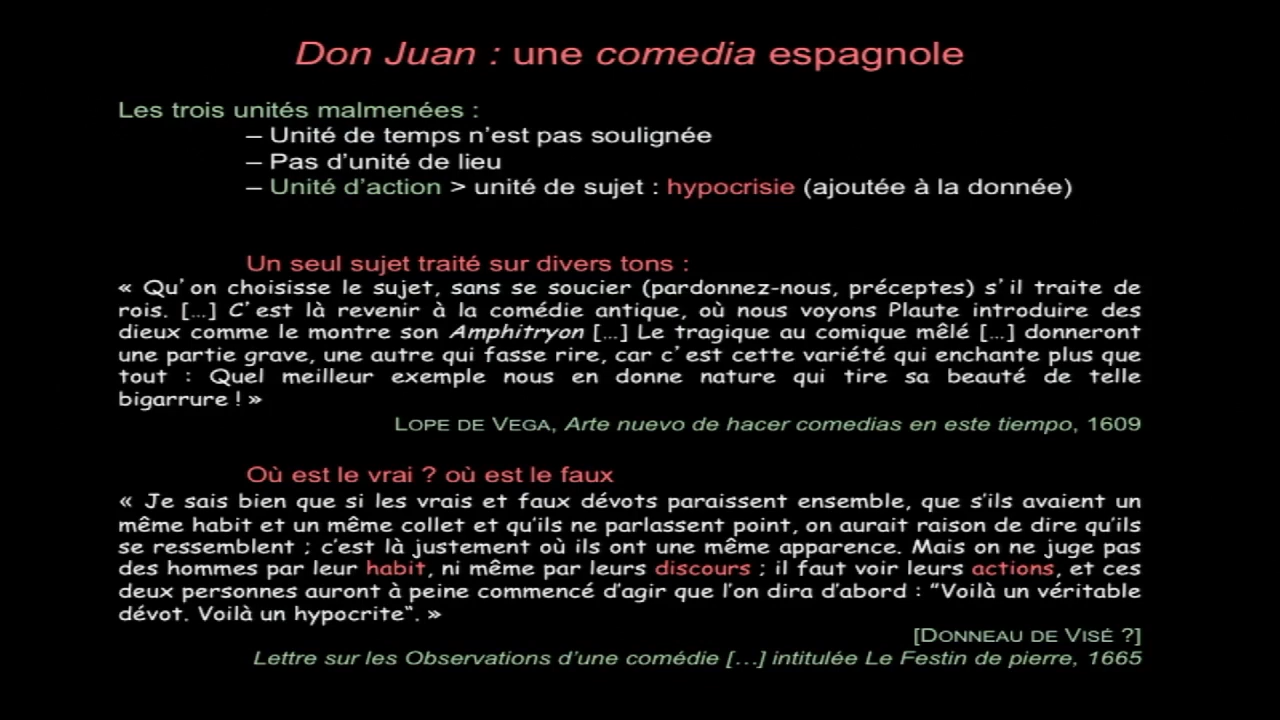 Don Juan : une comedia espagnole
Les trois unités malmenées :
– Unité de temps n’est pas soulignée
– Pas d’unité de lieu
– Unité d’action > unité de sujet : hypocrisie (ajoutée à la donnée)
Un seul sujet traité sur divers tons :
« Qu’on choisisse le sujet, sans se soucier (pardonnez-nous, préceptes) s’il traite de
rois. […] C’est là revenir à la comédie antique, où nous voyons Plaute introduire des
dieux comme le montre son Amphitryon […] Le tragique au comique mêlé […] donneront
une partie grave, une autre qui fasse rire, car c’est cette variété qui enchante plus que
tout : Quel meilleur exemple nous en donne nature qui tire sa beauté de telle
bigarrure ! »
LOPE DE VEGA, Arte nuevo de hacer comedias en este tiempo, 1609
Où est le vrai ? où est le faux
« Je sais bien que si les vrais et faux dévots paraissent ensemble, que s’ils avaient un
même habit et un même collet et qu’ils ne parlassent point, on aurait raison de dire qu’ils
se ressemblent ; c’est là justement où ils ont une même apparence. Mais on ne juge pas
des hommes par leur habit, ni même par leurs discours ; il faut voir leurs actions, et ces
deux personnes auront à peine commencé d’agir que l’on dira d’abord : “Voilà un véritable
dévot. Voilà un hypocrite“. »
[DONNEAU DE VISÉ ?]
Lettre sur les Observations d’une comédie […] intitulée Le Festin de pierre, 1665